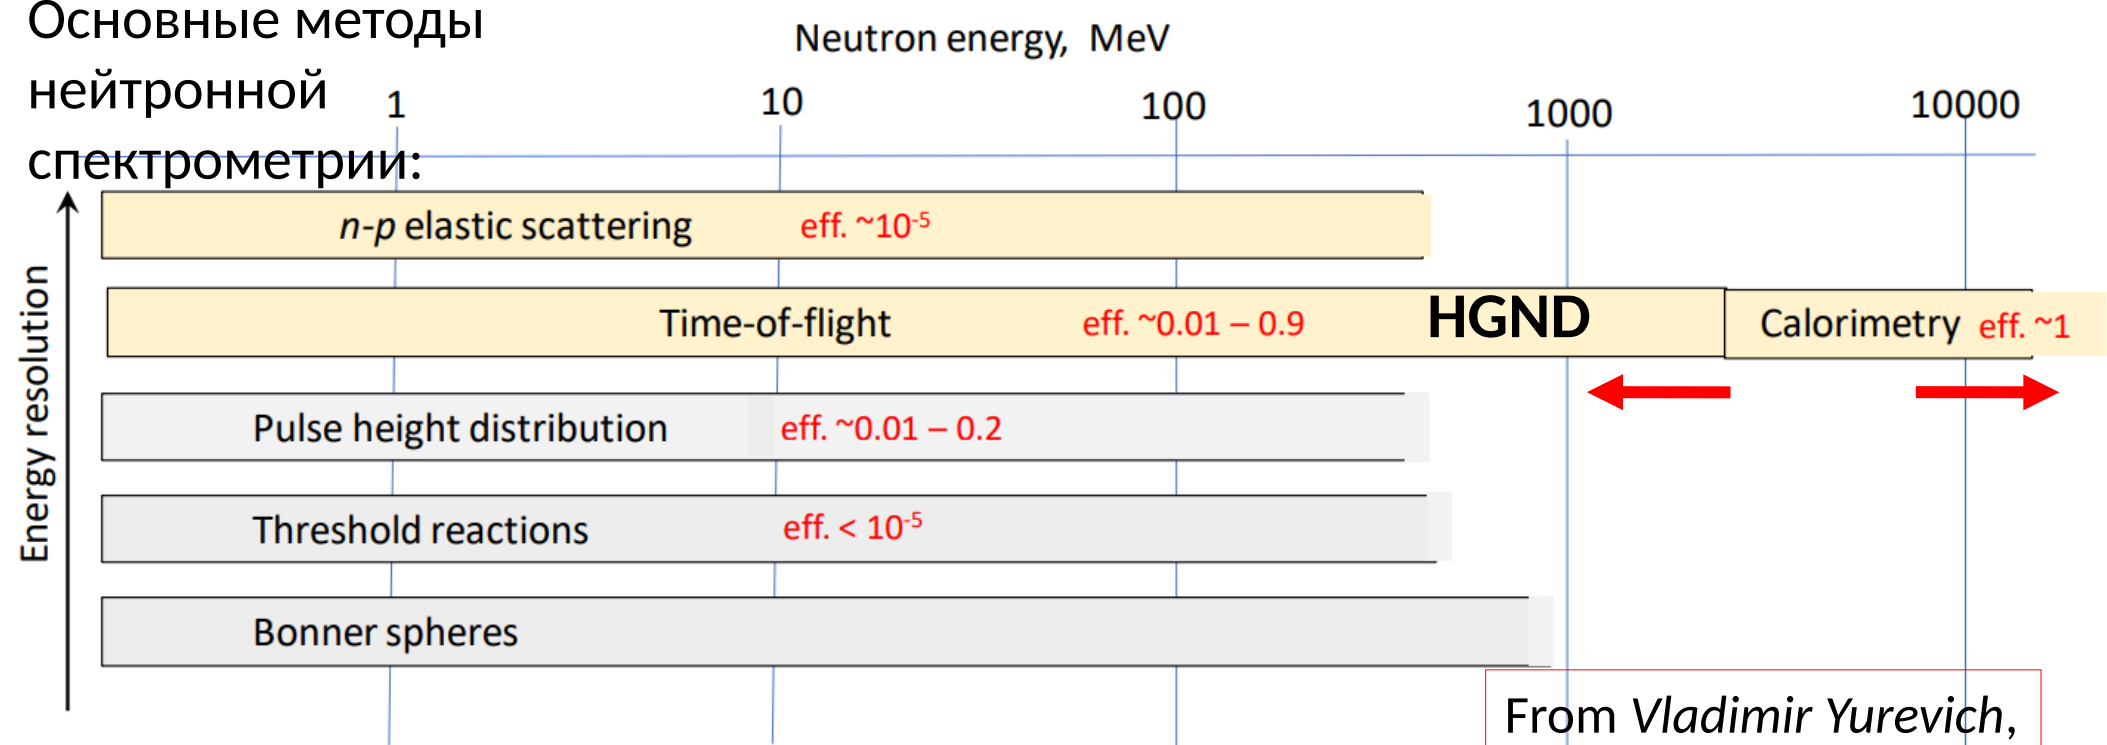 Основные методы
нейтронной
спектрометрии:
Neutron energy, MeV
1 10 100 1000 10000
Energy resolution
n-p elastic scattering eff. ~10⁻⁵
Time-of-flight eff. ~0.01 – 0.9 HGND Calorimetry eff. ~1
Pulse height distribution eff. ~0.01 – 0.2
Threshold reactions eff. < 10⁻⁵
Bonner spheres
From Vladimir Yurevich,